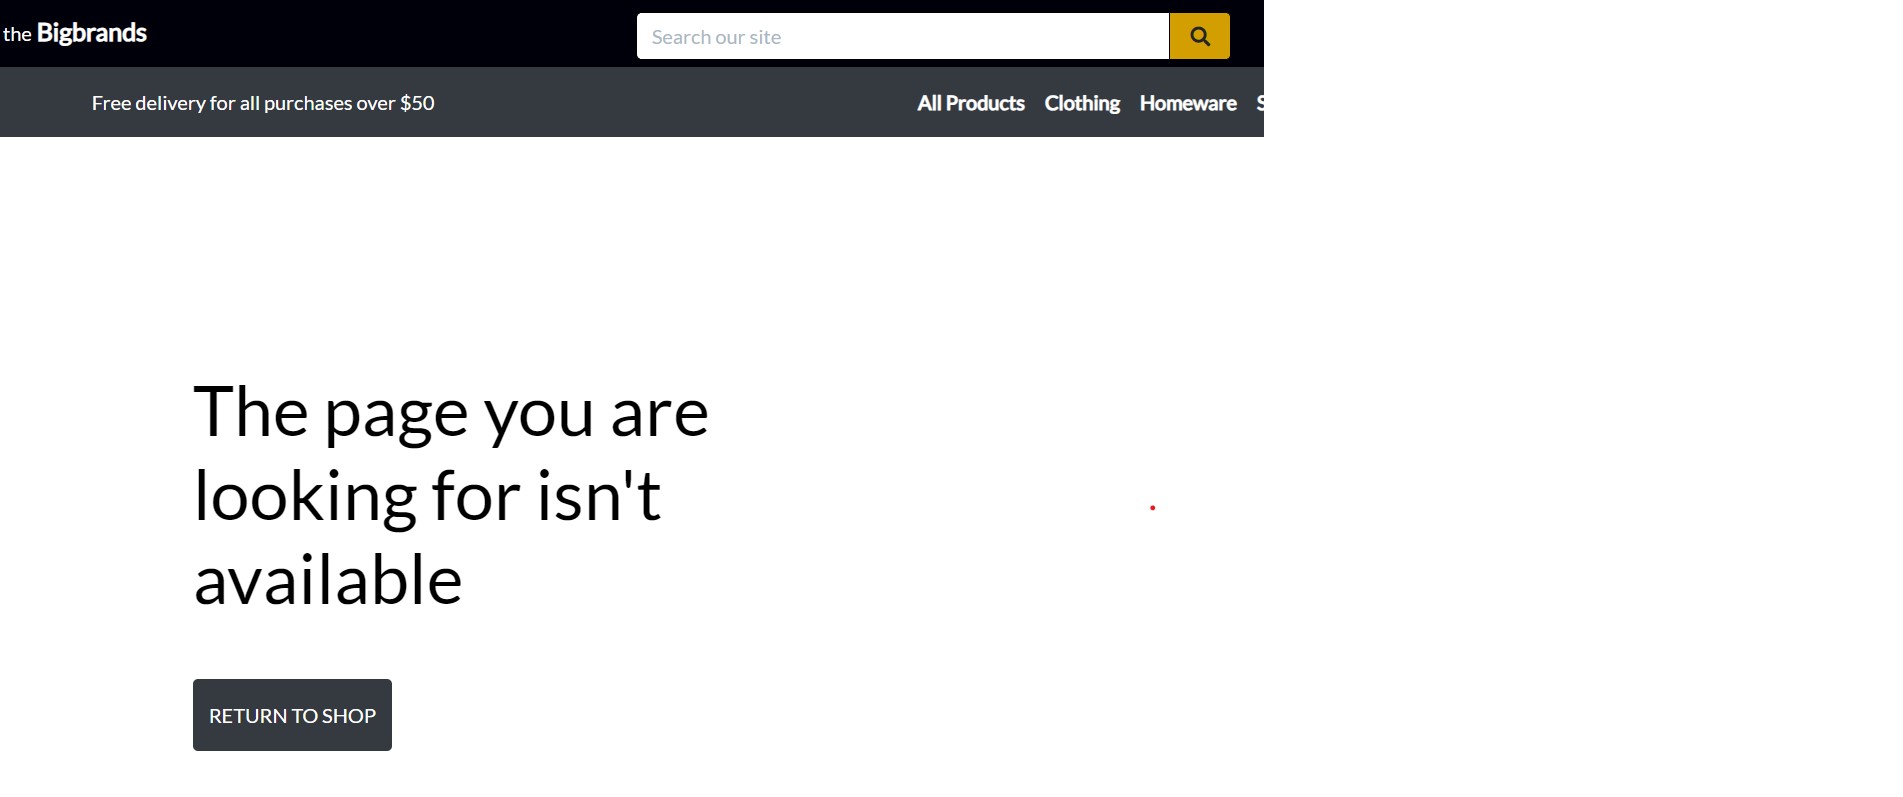 the Bigbrands
Search our site
Free delivery for all purchases over $50
All Products Clothing Homeware
The page you are
looking for isn't
available
RETURN TO SHOP